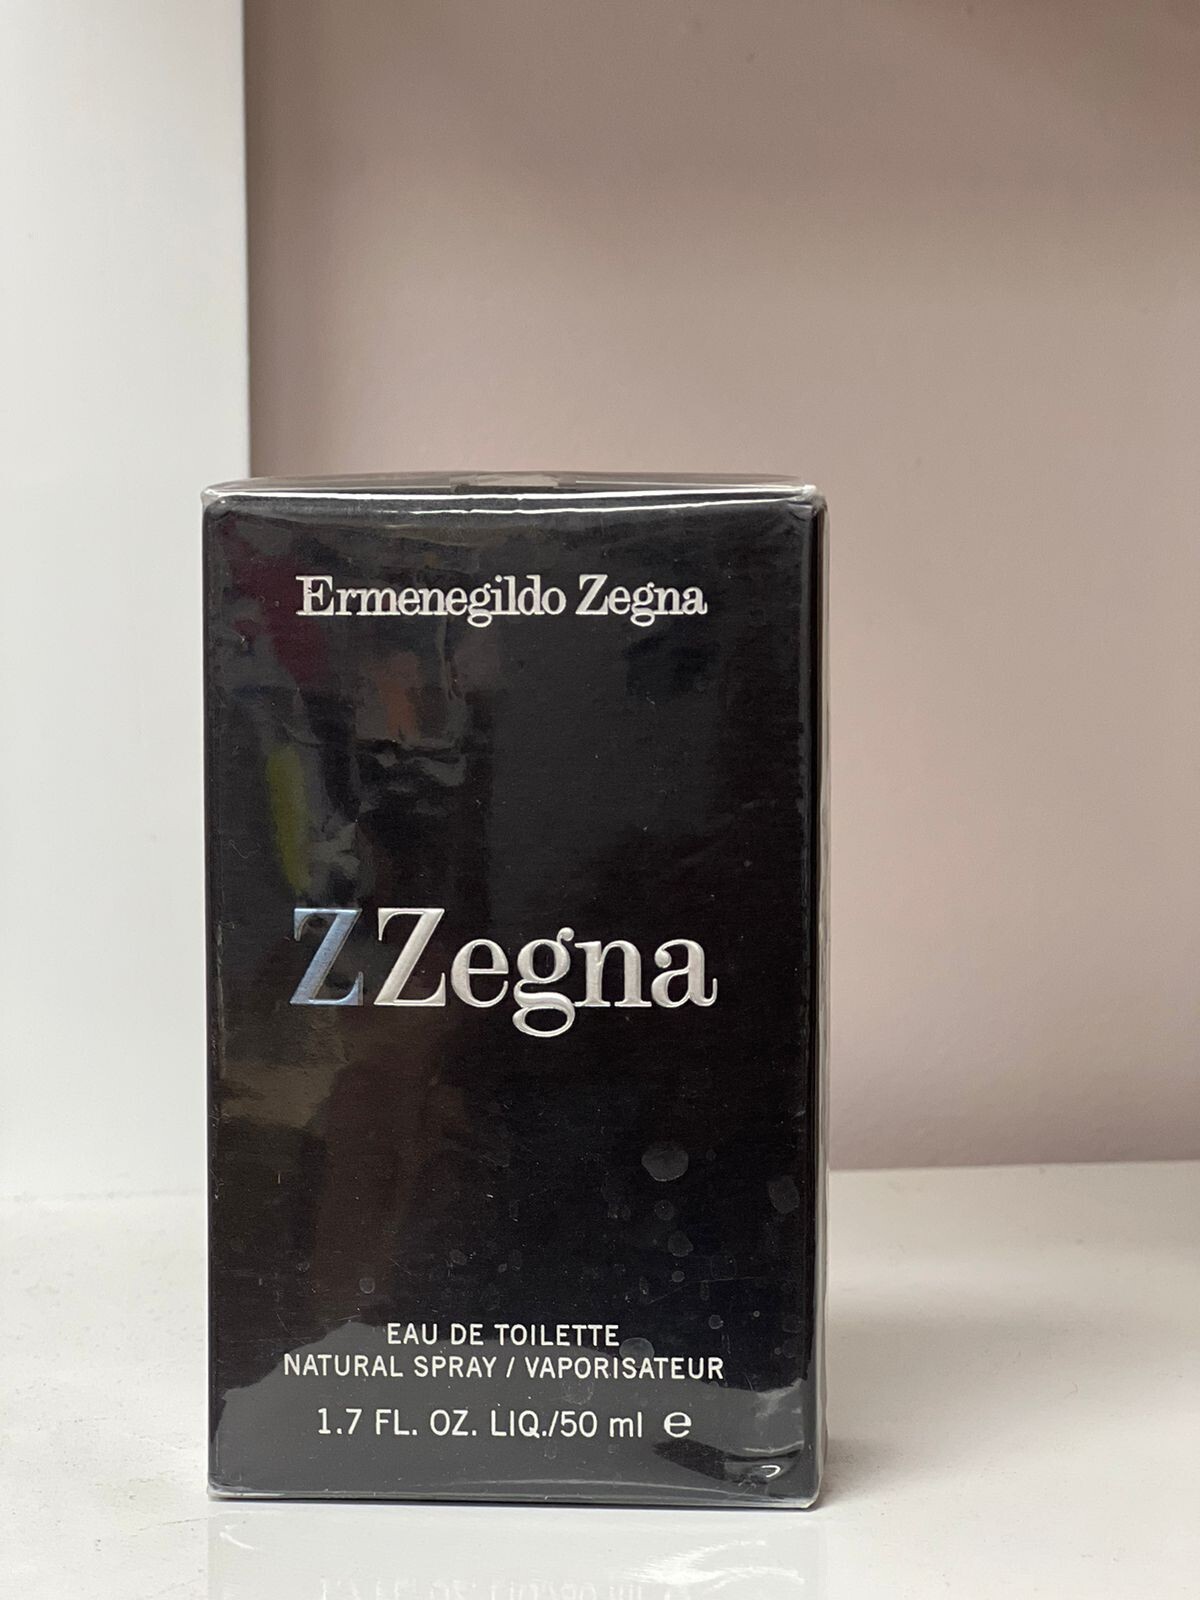 Ermenegildo Zegna
ZZegna
EAU DE TOILETTE
NATURAL SPRAY / VAPORISATEUR
1.7 FL. OZ. LIQ./50 ml ℮